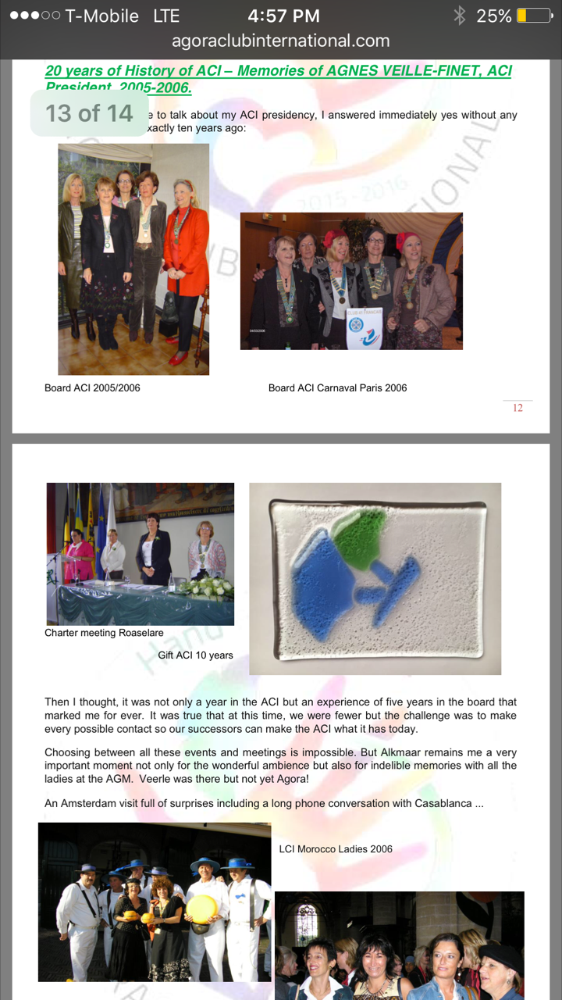 T-Mobile LTE 4:57 PM 25%
agoraclubinternational.com
20 years of History of ACI – Memories of AGNES VEILLE-FINET, ACI
President 2005-2006.
13 of 14
e to talk about my ACI presidency, I answered immediately yes without any
xactly ten years ago:
2015-2016
Board ACI 2005/2006
Board ACI Carnaval Paris 2006
12
Charter meeting Roaselare
Gift ACI 10 years
Then I thought, it was not only a year in the ACI but an experience of five years in the board that
marked me for ever. It was true that at this time, we were fewer but the challenge was to make
every possible contact so our successors can make the ACI what it has today.
Choosing between all these events and meetings is impossible. But Alkmaar remains me a very
important moment not only for the wonderful ambience but also for indelible memories with all the
ladies at the AGM. Veerle was there but not yet Agora!
An Amsterdam visit full of surprises including a long phone conversation with Casablanca ...
LCI Morocco Ladies 2006